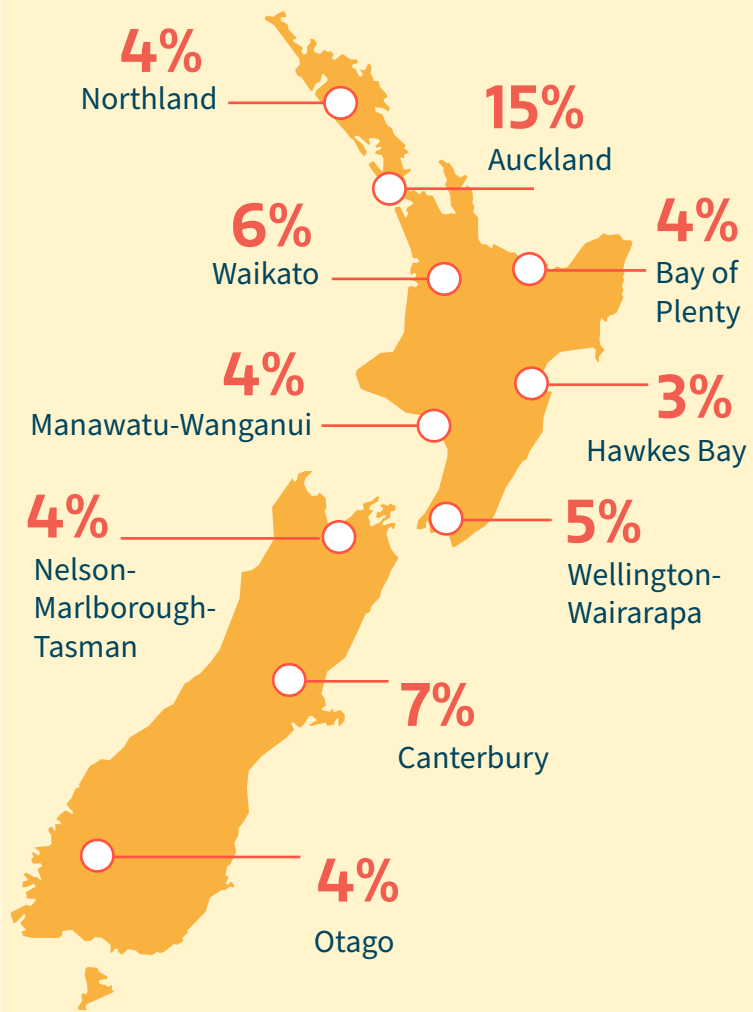 4%
Northland
15%
Auckland
6%
Waikato
4%
Bay of
Plenty
4%
Manawatu-Wanganui
3%
Hawkes Bay
4%
Nelson-
Marlborough-
Tasman
5%
Wellington-
Wairarapa
7%
Canterbury
4%
Otago